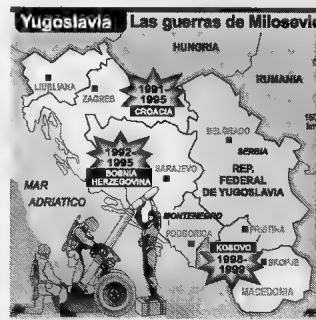 Yugoslavia
Las guerras de Milosevic
HUNGRIA
RUMANIA
LIUBLIANA
ZAGREB
1991-
1995
CROACIA
BELGRADO
SERBIA
1992-
1995
BOSNIA
HERZEGOVINA
SARAJEVO
REP.
FEDERAL
DE YUGOSLAVIA
MAR
ADRIATICO
MONTENEGRO
PODGORICA
KOSOVO
PRISTINA
1998-
1999
SKOPJE
MACEDONIA